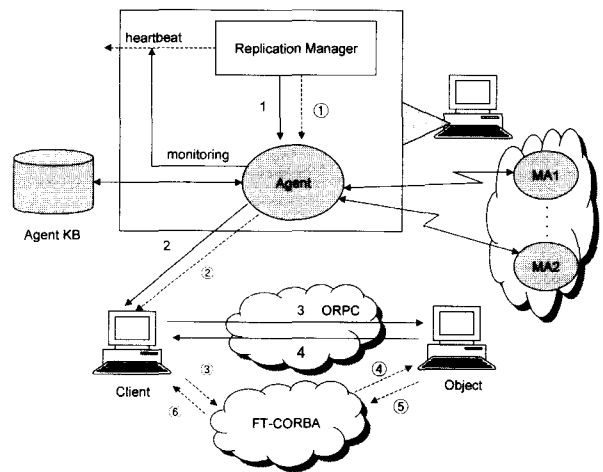 heartbeat
Replication Manager
1
①
monitoring
Agent
MA1
Agent KB
2
MA2
②
3 ORPC
4
Client
③
④
Object
⑥
FT-CORBA
⑤